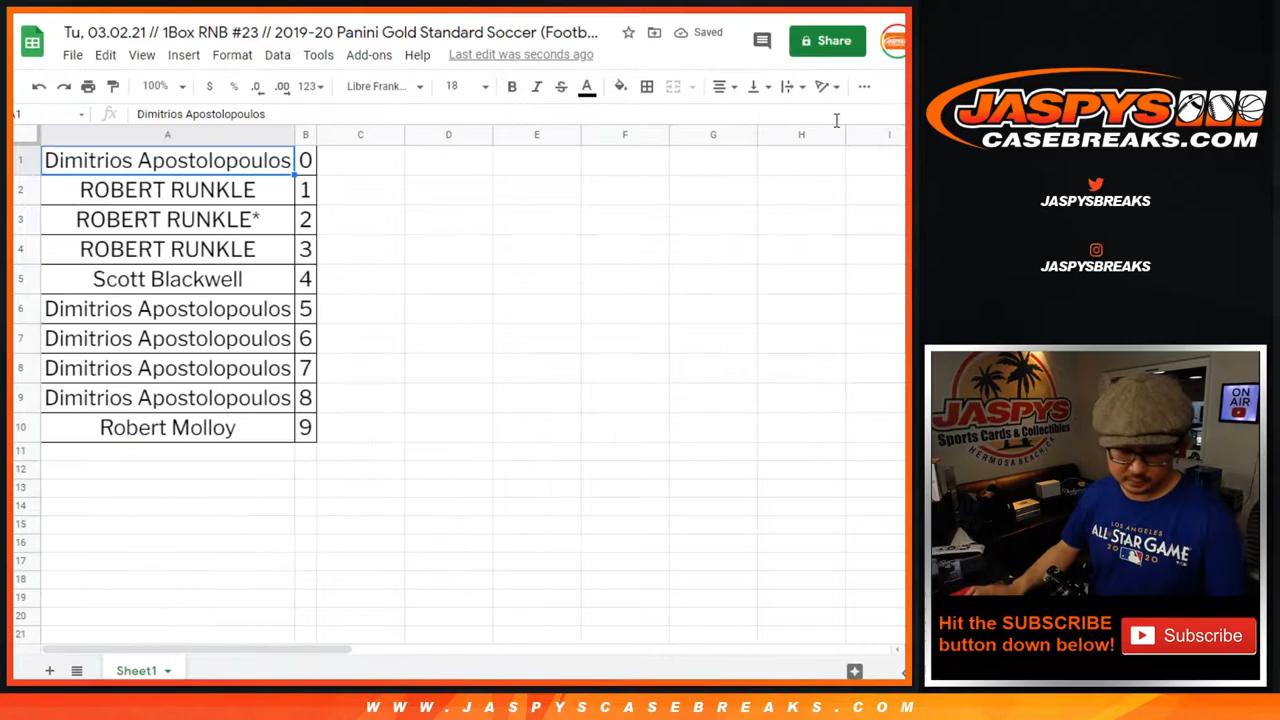 Tu, 03.02.21 // 1Box RNB #23 // 2019-20 Panini Gold Standard Soccer (Footb...
Saved
Share
File Edit View Insert Format Data Tools Add-ons Help Last edit was seconds ago
100% $ % .0 .00 123 Libre Frank... 18 B I S A
fx Dimitrios Apostolopoulos
A B C D E F G H I
1 Dimitrios Apostolopoulos 0
2 ROBERT RUNKLE 1
3 ROBERT RUNKLE* 2
4 ROBERT RUNKLE 3
5 Scott Blackwell 4
6 Dimitrios Apostolopoulos 5
7 Dimitrios Apostolopoulos 6
8 Dimitrios Apostolopoulos 7
9 Dimitrios Apostolopoulos 8
10 Robert Molloy 9
11
12
13
14
15
16
17
18
19
20
21
Sheet1
JASPYS
CASEBREAKS.COM
JASPYSBREAKS
JASPYSBREAKS
JASPYS
Sports Cards & Collectibles
HERMOSA BEACH, CA
ON AIR
LOS ANGELES
ALL STAR GAME
2020
Hit the SUBSCRIBE
button down below!
Subscribe
WWW.JASPYSCASEBREAKS.COM